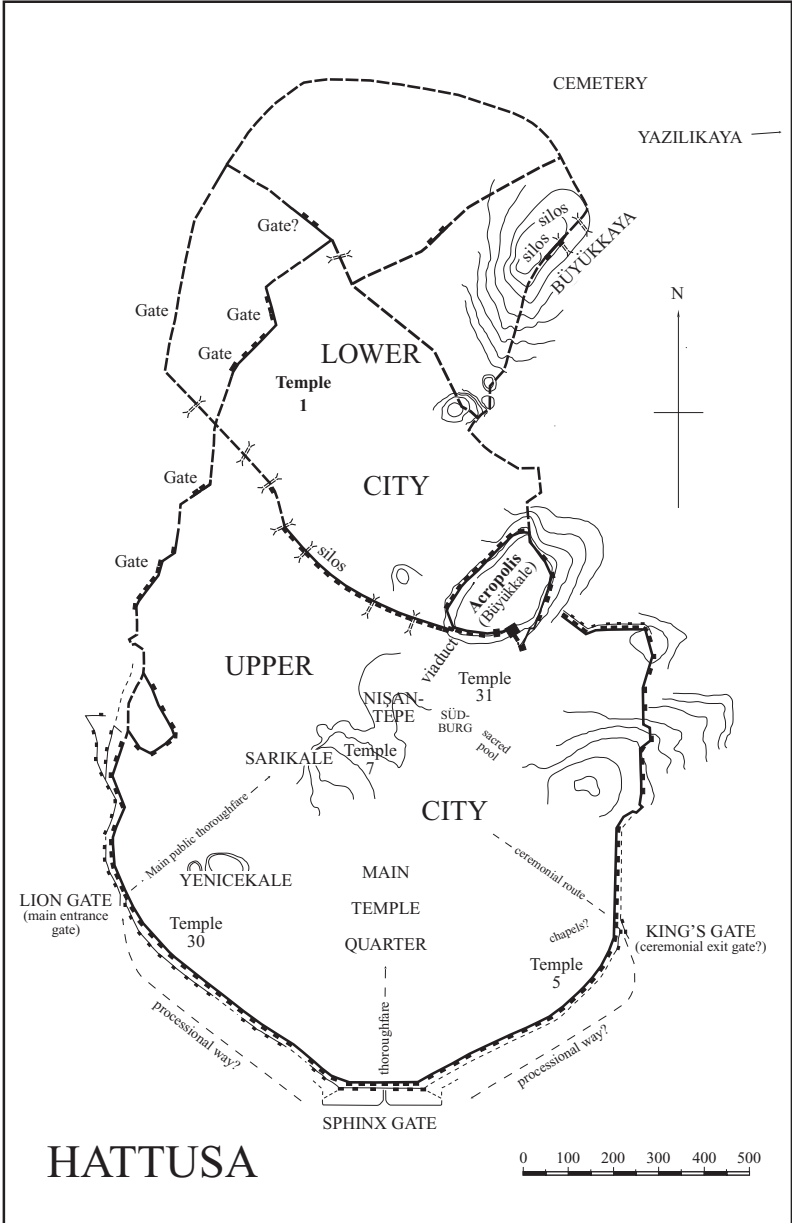 CEMETERY
YAZILIKAYA
silos
silos
BÜYÜKKAYA
Gate?
N
Gate
Gate
Gate
LOWER
Temple
1
CITY
Gate
Gate
silos
Acropolis
(Büyükkale)
viaduct
UPPER
Temple
31
NIŞAN-
TEPE
SÜD-
BURG
sacred
pool
Temple
7
SARIKALE
CITY
Main public thoroughfare
ceremonial route
YENICEKALE
MAIN
TEMPLE
QUARTER
LION GATE
(main entrance
gate)
Temple
30
chapels?
KING'S GATE
(ceremonial exit gate?)
Temple
5
thoroughfare
processional way?
processional way?
SPHINX GATE
HATTUSA
0 100 200 300 400 500